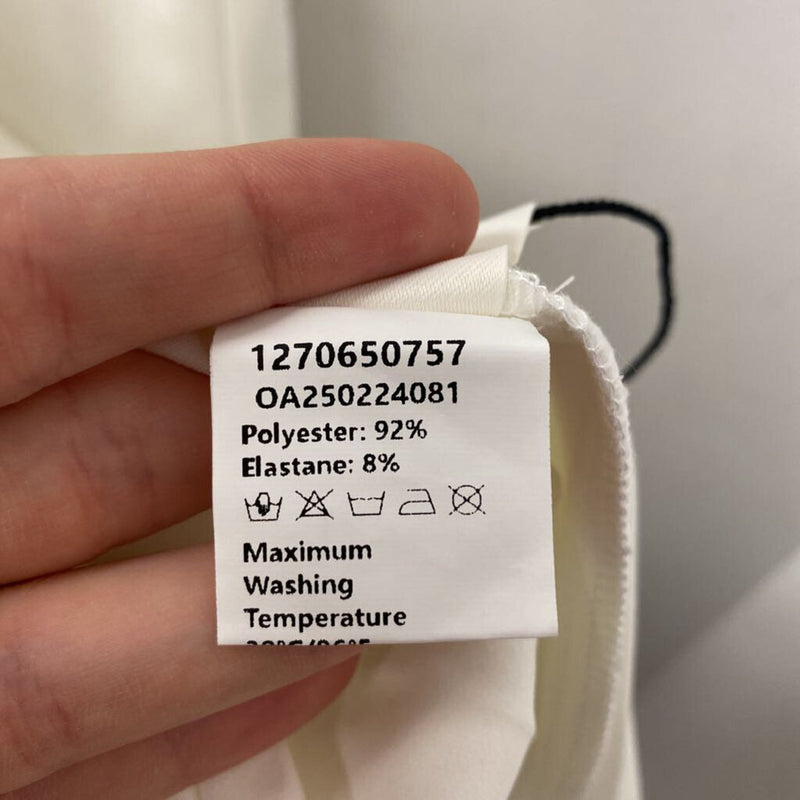 1270650757
OA250224081
Polyester: 92%
Elastane: 8%
Maximum
Washing
Temperature